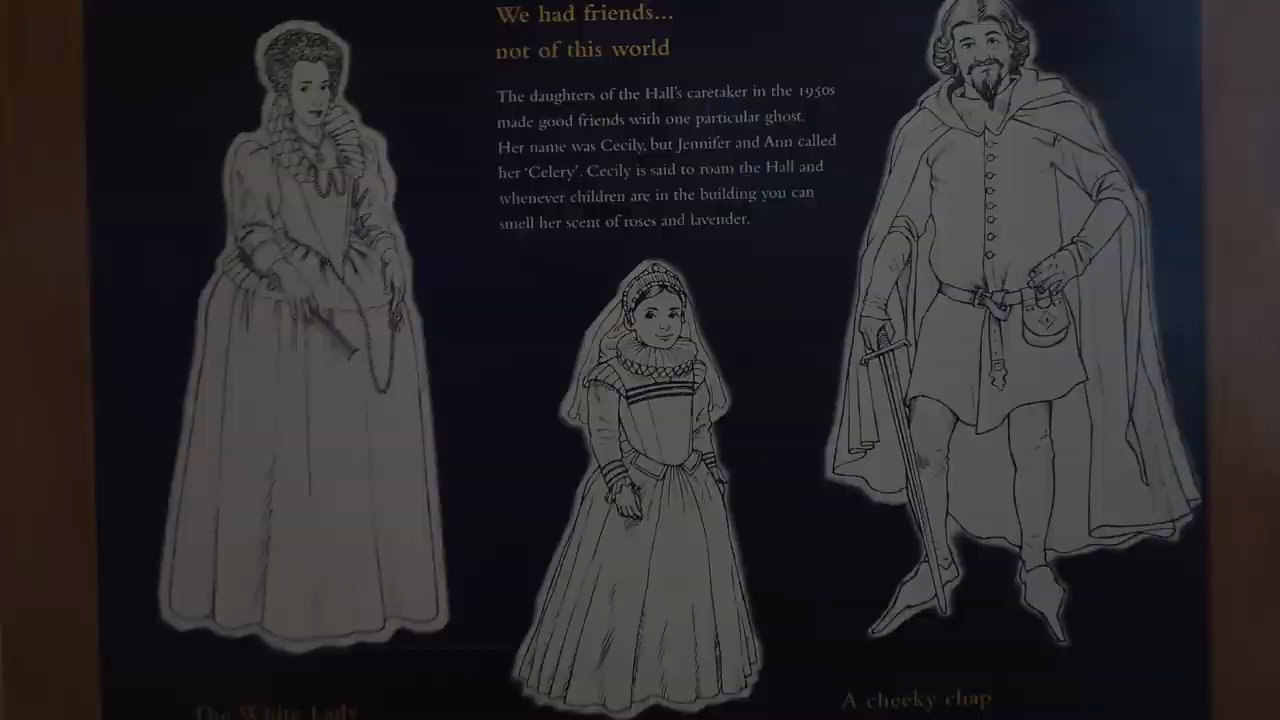 We had friends...
not of this world
The daughters of the Hall's caretaker in the 1950s
made good friends with one particular ghost.
Her name was Cecily, but Jennifer and Ann called
her 'Celery'. Cecily is said to roam the Hall and
whenever children are in the building you can
smell her scent of roses and lavender.
The White Lady
A cheeky chap